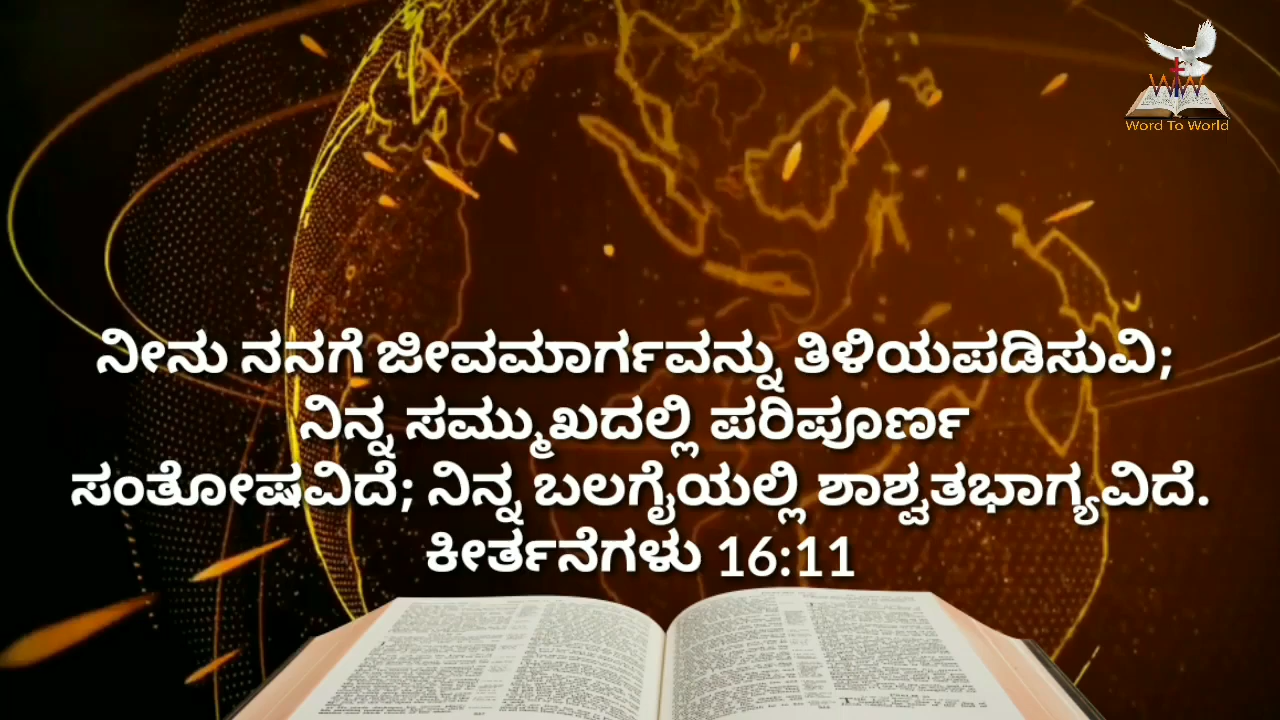 Word To World
ನೀನು ನನಗೆ ಜೀವಮಾರ್ಗವನ್ನು ತಿಳಿಯಪಡಿಸುವಿ;
ನಿನ್ನ ಸಮ್ಮುಖದಲ್ಲಿ ಪರಿಪೂರ್ಣ
ಸಂತೋಷವಿದೆ; ನಿನ್ನ ಬಲಗೈಯಲ್ಲಿ ಶಾಶ್ವತಭಾಗ್ಯವಿದೆ.
ಕೀರ್ತನೆಗಳು 16:11